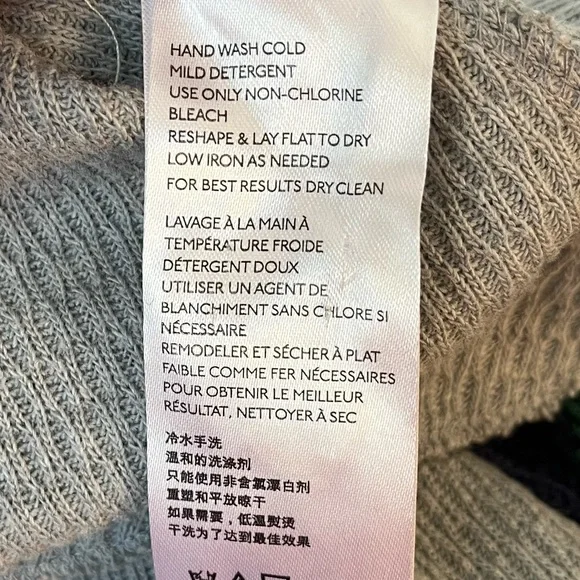 HAND WASH COLD
MILD DETERGENT
USE ONLY NON-CHLORINE
BLEACH
RESHAPE & LAY FLAT TO DRY
LOW IRON AS NEEDED
FOR BEST RESULTS DRY CLEAN
LAVAGE À LA MAIN À
TEMPÉRATURE FROIDE
DÉTERGENT DOUX
UTILISER UN AGENT DE
BLANCHIMENT SANS CHLORE SI
NÉCESSAIRE
REMODELER ET SÉCHER À PLAT
FAIBLE COMME FER NÉCESSAIRES
POUR OBTENIR LE MEILLEUR
RÉSULTAT, NETTOYER À SEC
冷水手洗
温和的洗涤剂
只能使用非含氯漂白剂
重塑和平放晾干
如果需要，低温熨烫
干洗为了达到最佳效果